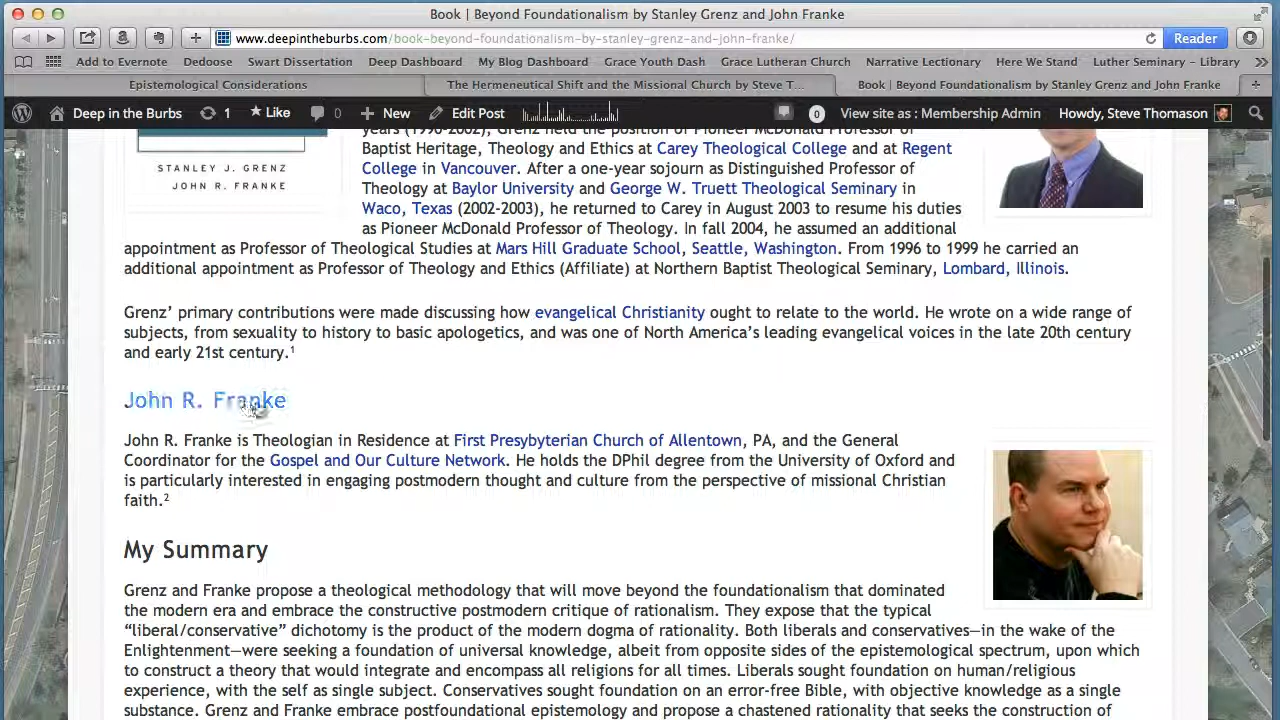 Book | Beyond Foundationalism by Stanley Grenz and John Franke
www.deepintheburbs.com/book-beyond-foundationalism-by-stanley-grenz-and-john-franke/
Reader
Add to Evernote Dedoose Swart Dissertation Deep Dashboard My Blog Dashboard Grace Youth Dash Grace Lutheran Church Narrative Lectionary Here We Stand Luther Seminary – Library
Epistemological Considerations The Hermeneutical Shift and the Missional Church by Steve T... Book | Beyond Foundationalism by Stanley Grenz and John Franke
Deep in the Burbs 1 Like 0 New Edit Post 0 View site as : Membership Admin Howdy, Steve Thomason
years (1990-2002), Grenz held the position of Pioneer McDonald Professor of
Baptist Heritage, Theology and Ethics at Carey Theological College and at Regent
College in Vancouver. After a one-year sojourn as Distinguished Professor of
Theology at Baylor University and George W. Truett Theological Seminary in
Waco, Texas (2002-2003), he returned to Carey in August 2003 to resume his duties
as Pioneer McDonald Professor of Theology. In fall 2004, he assumed an additional
appointment as Professor of Theological Studies at Mars Hill Graduate School, Seattle, Washington. From 1996 to 1999 he carried an
additional appointment as Professor of Theology and Ethics (Affiliate) at Northern Baptist Theological Seminary, Lombard, Illinois.
STANLEY J. GRENZ
JOHN R. FRANKE
Grenz’ primary contributions were made discussing how evangelical Christianity ought to relate to the world. He wrote on a wide range of
subjects, from sexuality to history to basic apologetics, and was one of North America’s leading evangelical voices in the late 20th century
and early 21st century.1
John R. Franke
John R. Franke is Theologian in Residence at First Presbyterian Church of Allentown, PA, and the General
Coordinator for the Gospel and Our Culture Network. He holds the DPhil degree from the University of Oxford and
is particularly interested in engaging postmodern thought and culture from the perspective of missional Christian
faith.2
My Summary
Grenz and Franke propose a theological methodology that will move beyond the foundationalism that dominated
the modern era and embrace the constructive postmodern critique of rationalism. They expose that the typical
“liberal/conservative” dichotomy is the product of the modern dogma of rationality. Both liberals and conservatives—in the wake of the
Enlightenment—were seeking a foundation of universal knowledge, albeit from opposite sides of the epistemological spectrum, upon which
to construct a theory that would integrate and encompass all religions for all times. Liberals sought foundation on human/religious
experience, with the self as single subject. Conservatives sought foundation on an error-free Bible, with objective knowledge as a single
substance. Grenz and Franke embrace postfoundational epistemology and propose a chastened rationality that seeks the construction of